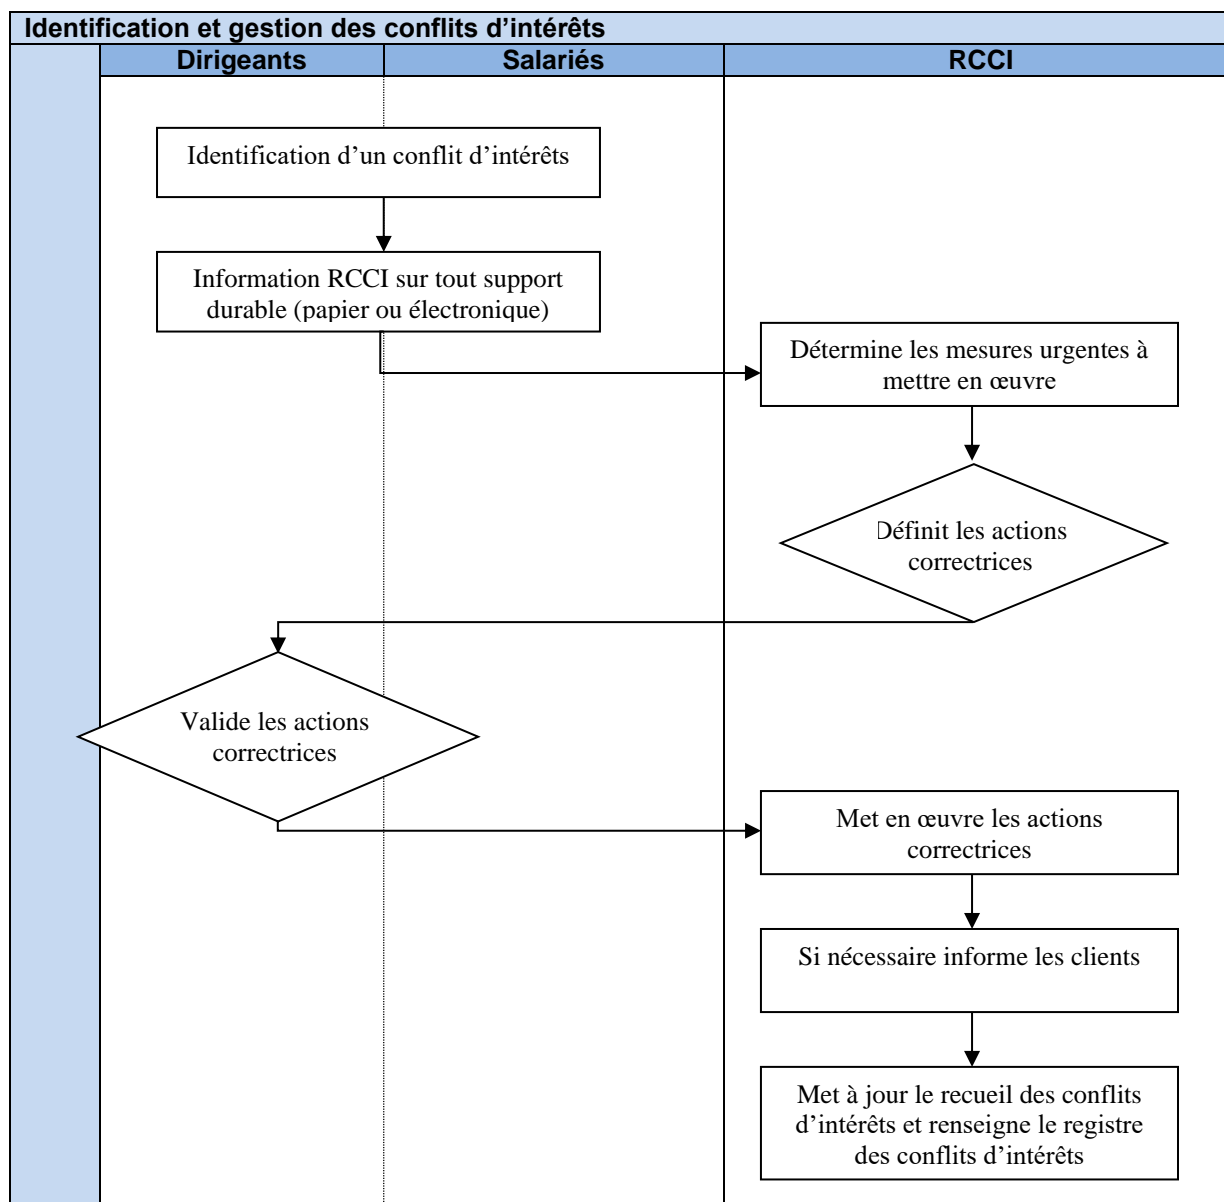 Identification et gestion des conflits d’intérêts
Dirigeants
Salariés
RCCI
Identification d’un conflit d’intérêts
Information RCCI sur tout support
durable (papier ou électronique)
Détermine les mesures urgentes à
mettre en œuvre
Définit les actions
correctrices
Valide les actions
correctrices
Met en œuvre les actions
correctrices
Si nécessaire informe les clients
Met à jour le recueil des conflits
d’intérêts et renseigne le registre
des conflits d’intérêts